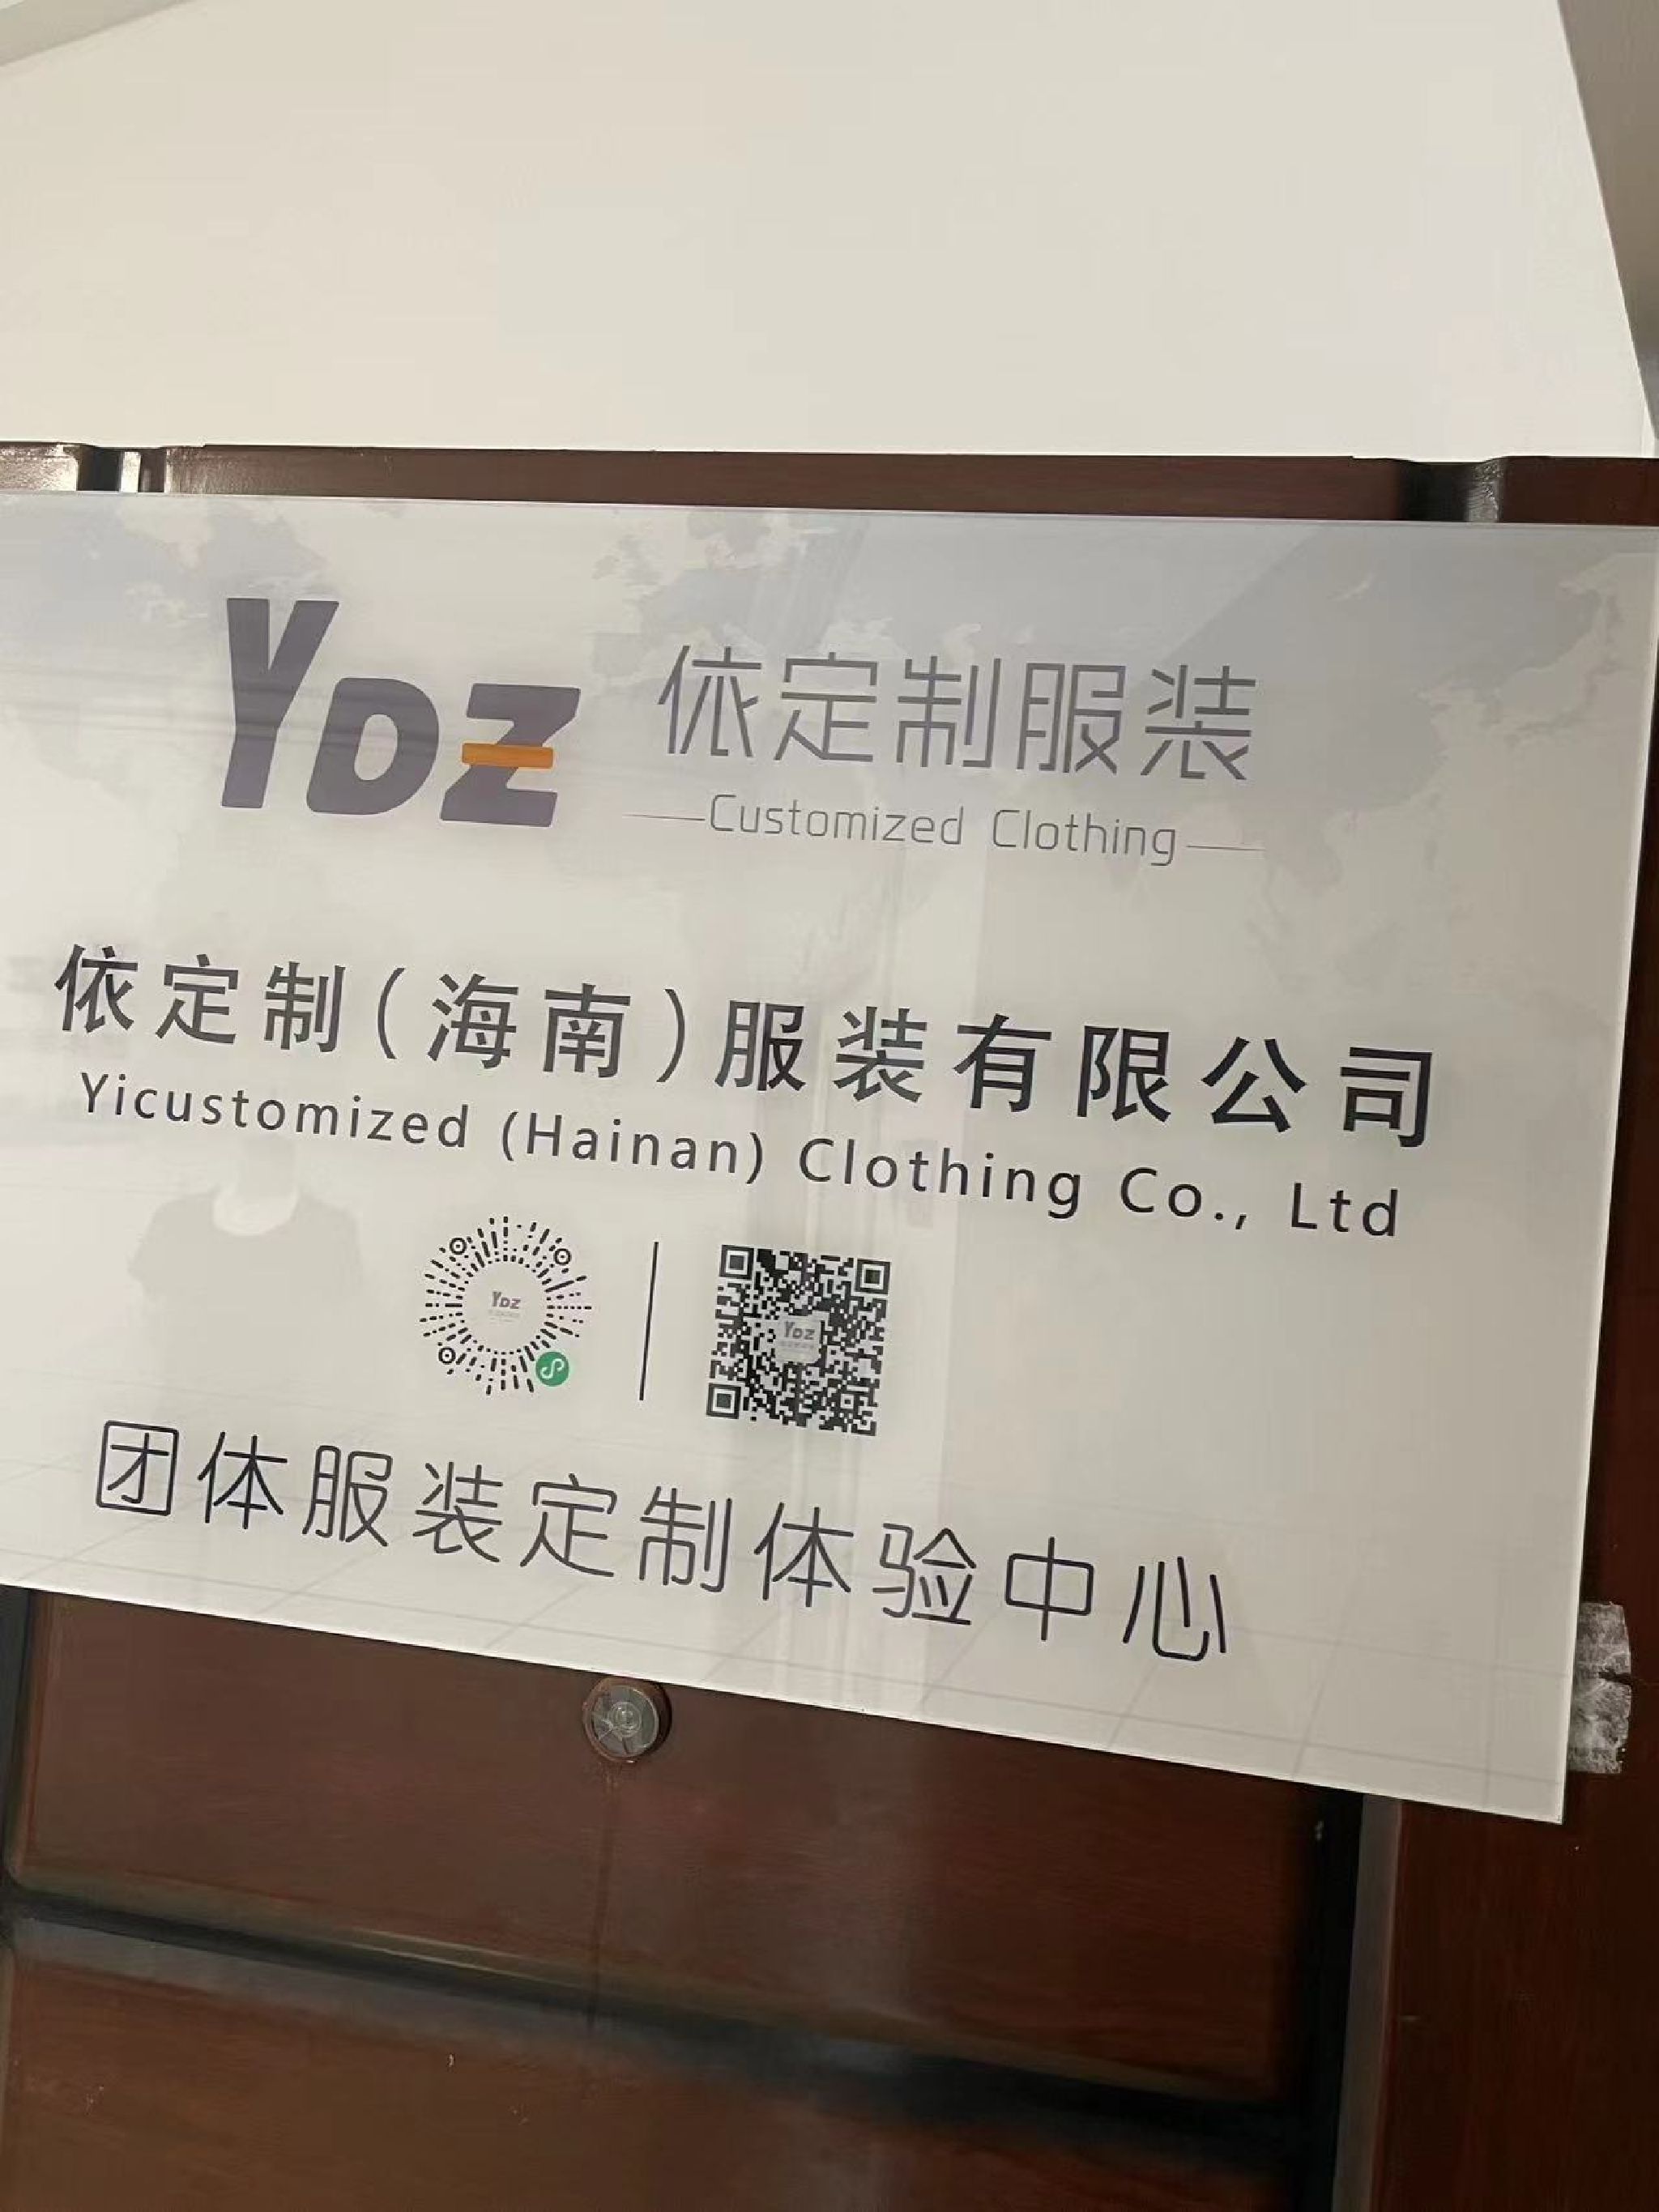 YDZ 依定制服装
Customized Clothing
依定制(海南)服装有限公司
Yicustomized (Hainan) Clothing Co., Ltd
YDZ
YDZ
团体服装定制体验中心